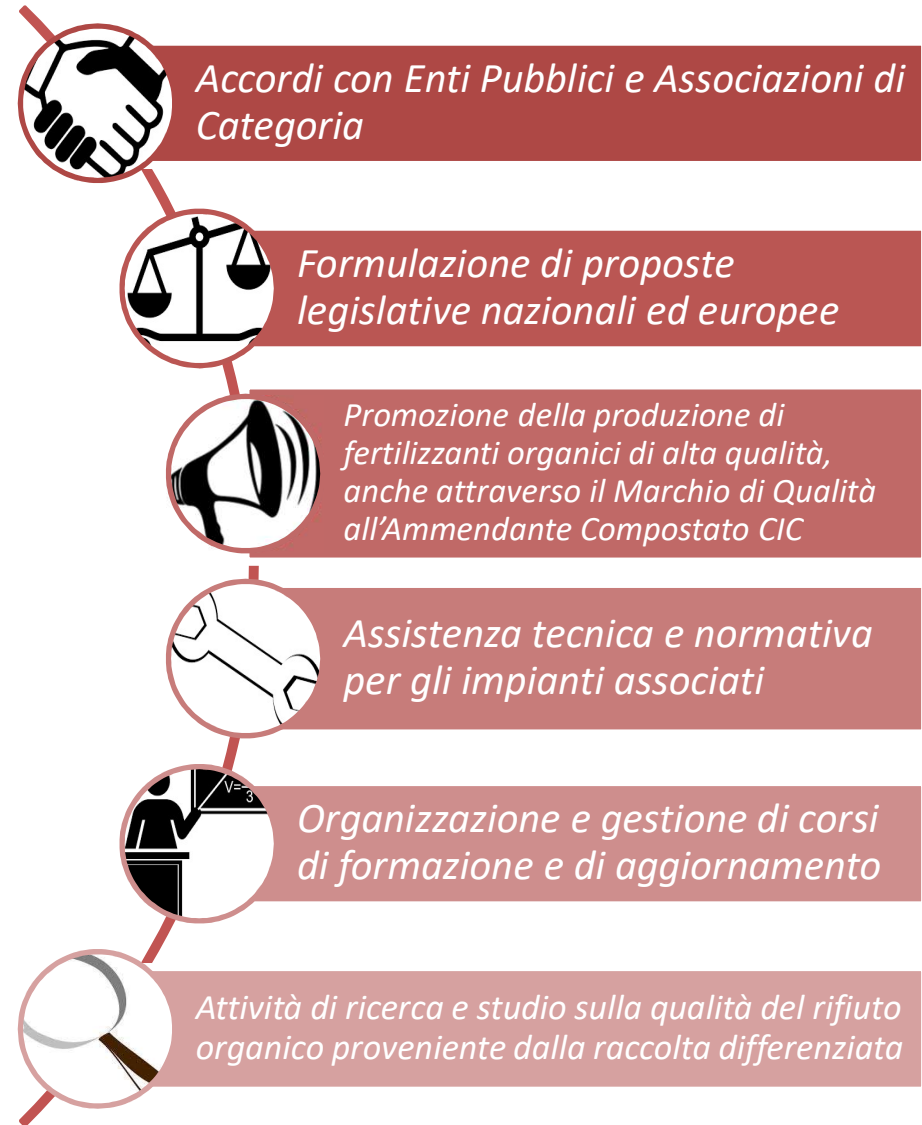 Accordi con Enti Pubblici e Associazioni di
Categoria
Formulazione di proposte
legislative nazionali ed europee
Promozione della produzione di
fertilizzanti organici di alta qualità,
anche attraverso il Marchio di Qualità
all’Ammendante Compostato CIC
Assistenza tecnica e normativa
per gli impianti associati
V=
3
Organizzazione e gestione di corsi
di formazione e di aggiornamento
Attività di ricerca e studio sulla qualità del rifiuto
organico proveniente dalla raccolta differenziata